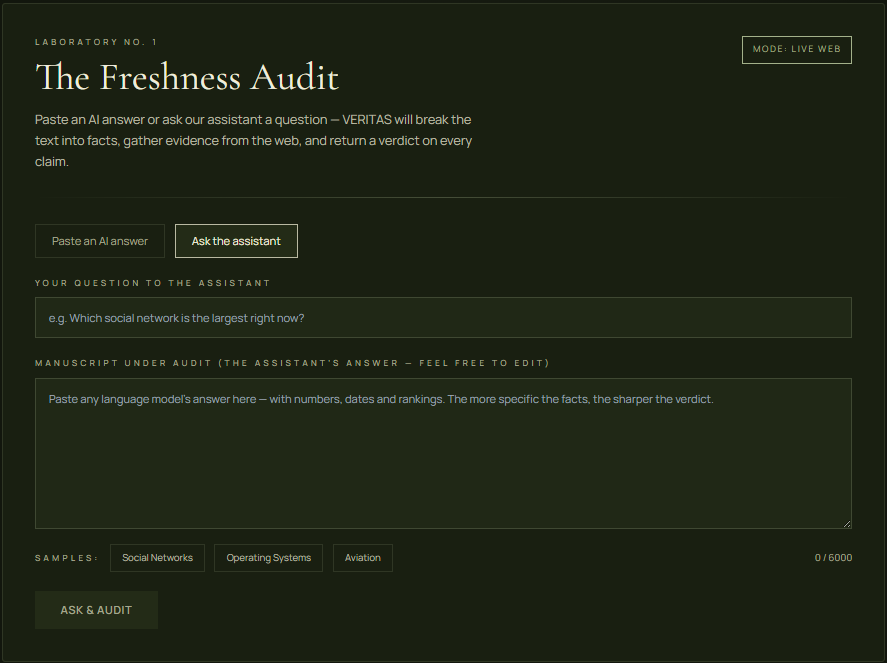 LABORATORY NO. 1
MODE: LIVE WEB
The Freshness Audit
Paste an AI answer or ask our assistant a question — VERITAS will break the
text into facts, gather evidence from the web, and return a verdict on every
claim.
Paste an AI answer
Ask the assistant
YOUR QUESTION TO THE ASSISTANT
e.g. Which social network is the largest right now?
MANUSCRIPT UNDER AUDIT (THE ASSISTANT'S ANSWER — FEEL FREE TO EDIT)
Paste any language model's answer here — with numbers, dates and rankings. The more specific the facts, the sharper the verdict.
SAMPLES:
Social Networks
Operating Systems
Aviation
0 / 6000
ASK & AUDIT